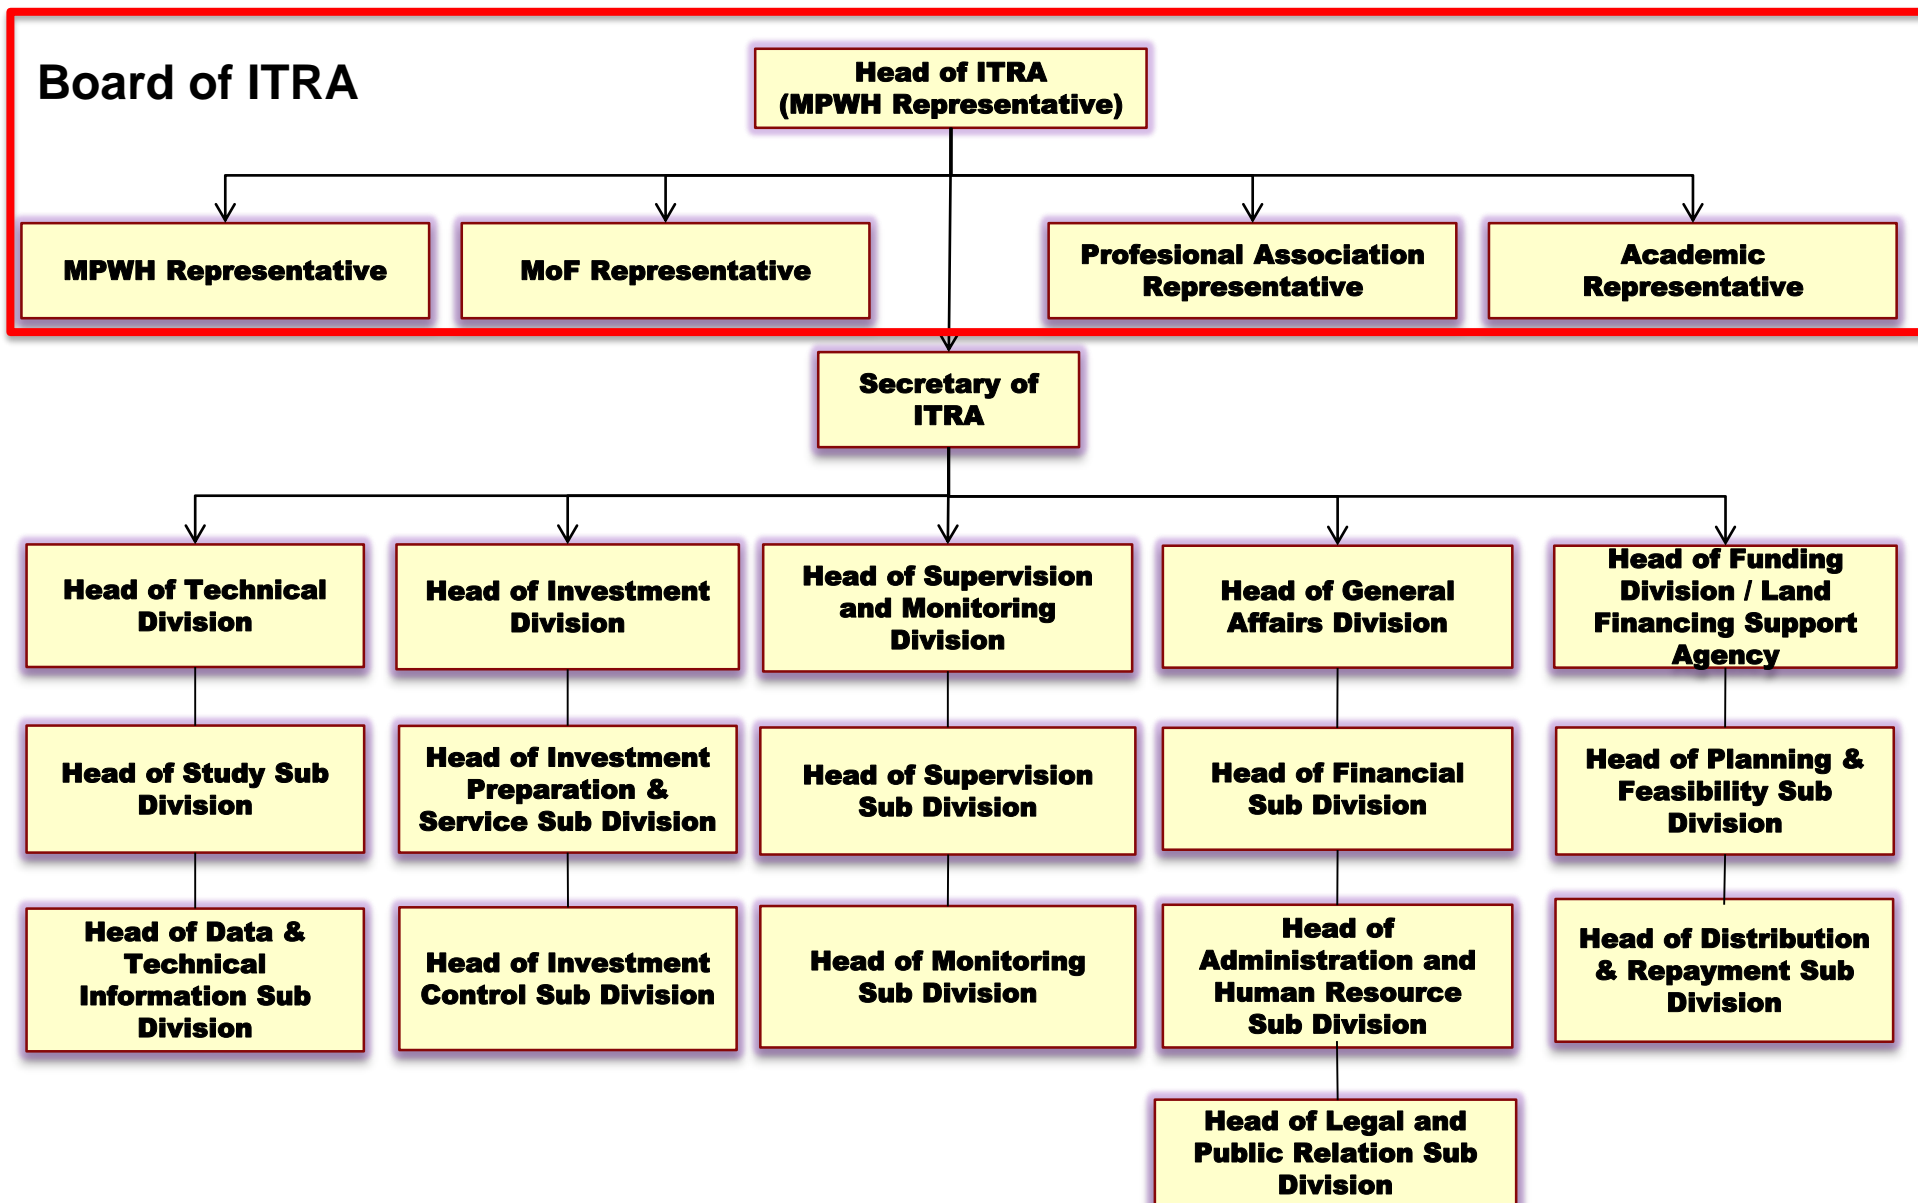 Board of ITRA
Head of ITRA
(MPWH Representative)
MPWH Representative
MoF Representative
Profesional Association
Representative
Academic
Representative
Secretary of
ITRA
Head of Technical
Division
Head of Investment
Division
Head of Supervision
and Monitoring
Division
Head of General
Affairs Division
Head of Funding
Division / Land
Financing Support
Agency
Head of Study Sub
Division
Head of Investment
Preparation &
Service Sub Division
Head of Supervision
Sub Division
Head of Financial
Sub Division
Head of Planning &
Feasibility Sub
Division
Head of Data &
Technical
Information Sub
Division
Head of Investment
Control Sub Division
Head of Monitoring
Sub Division
Head of
Administration and
Human Resource
Sub Division
Head of Distribution
& Repayment Sub
Division
Head of Legal and
Public Relation Sub
Division